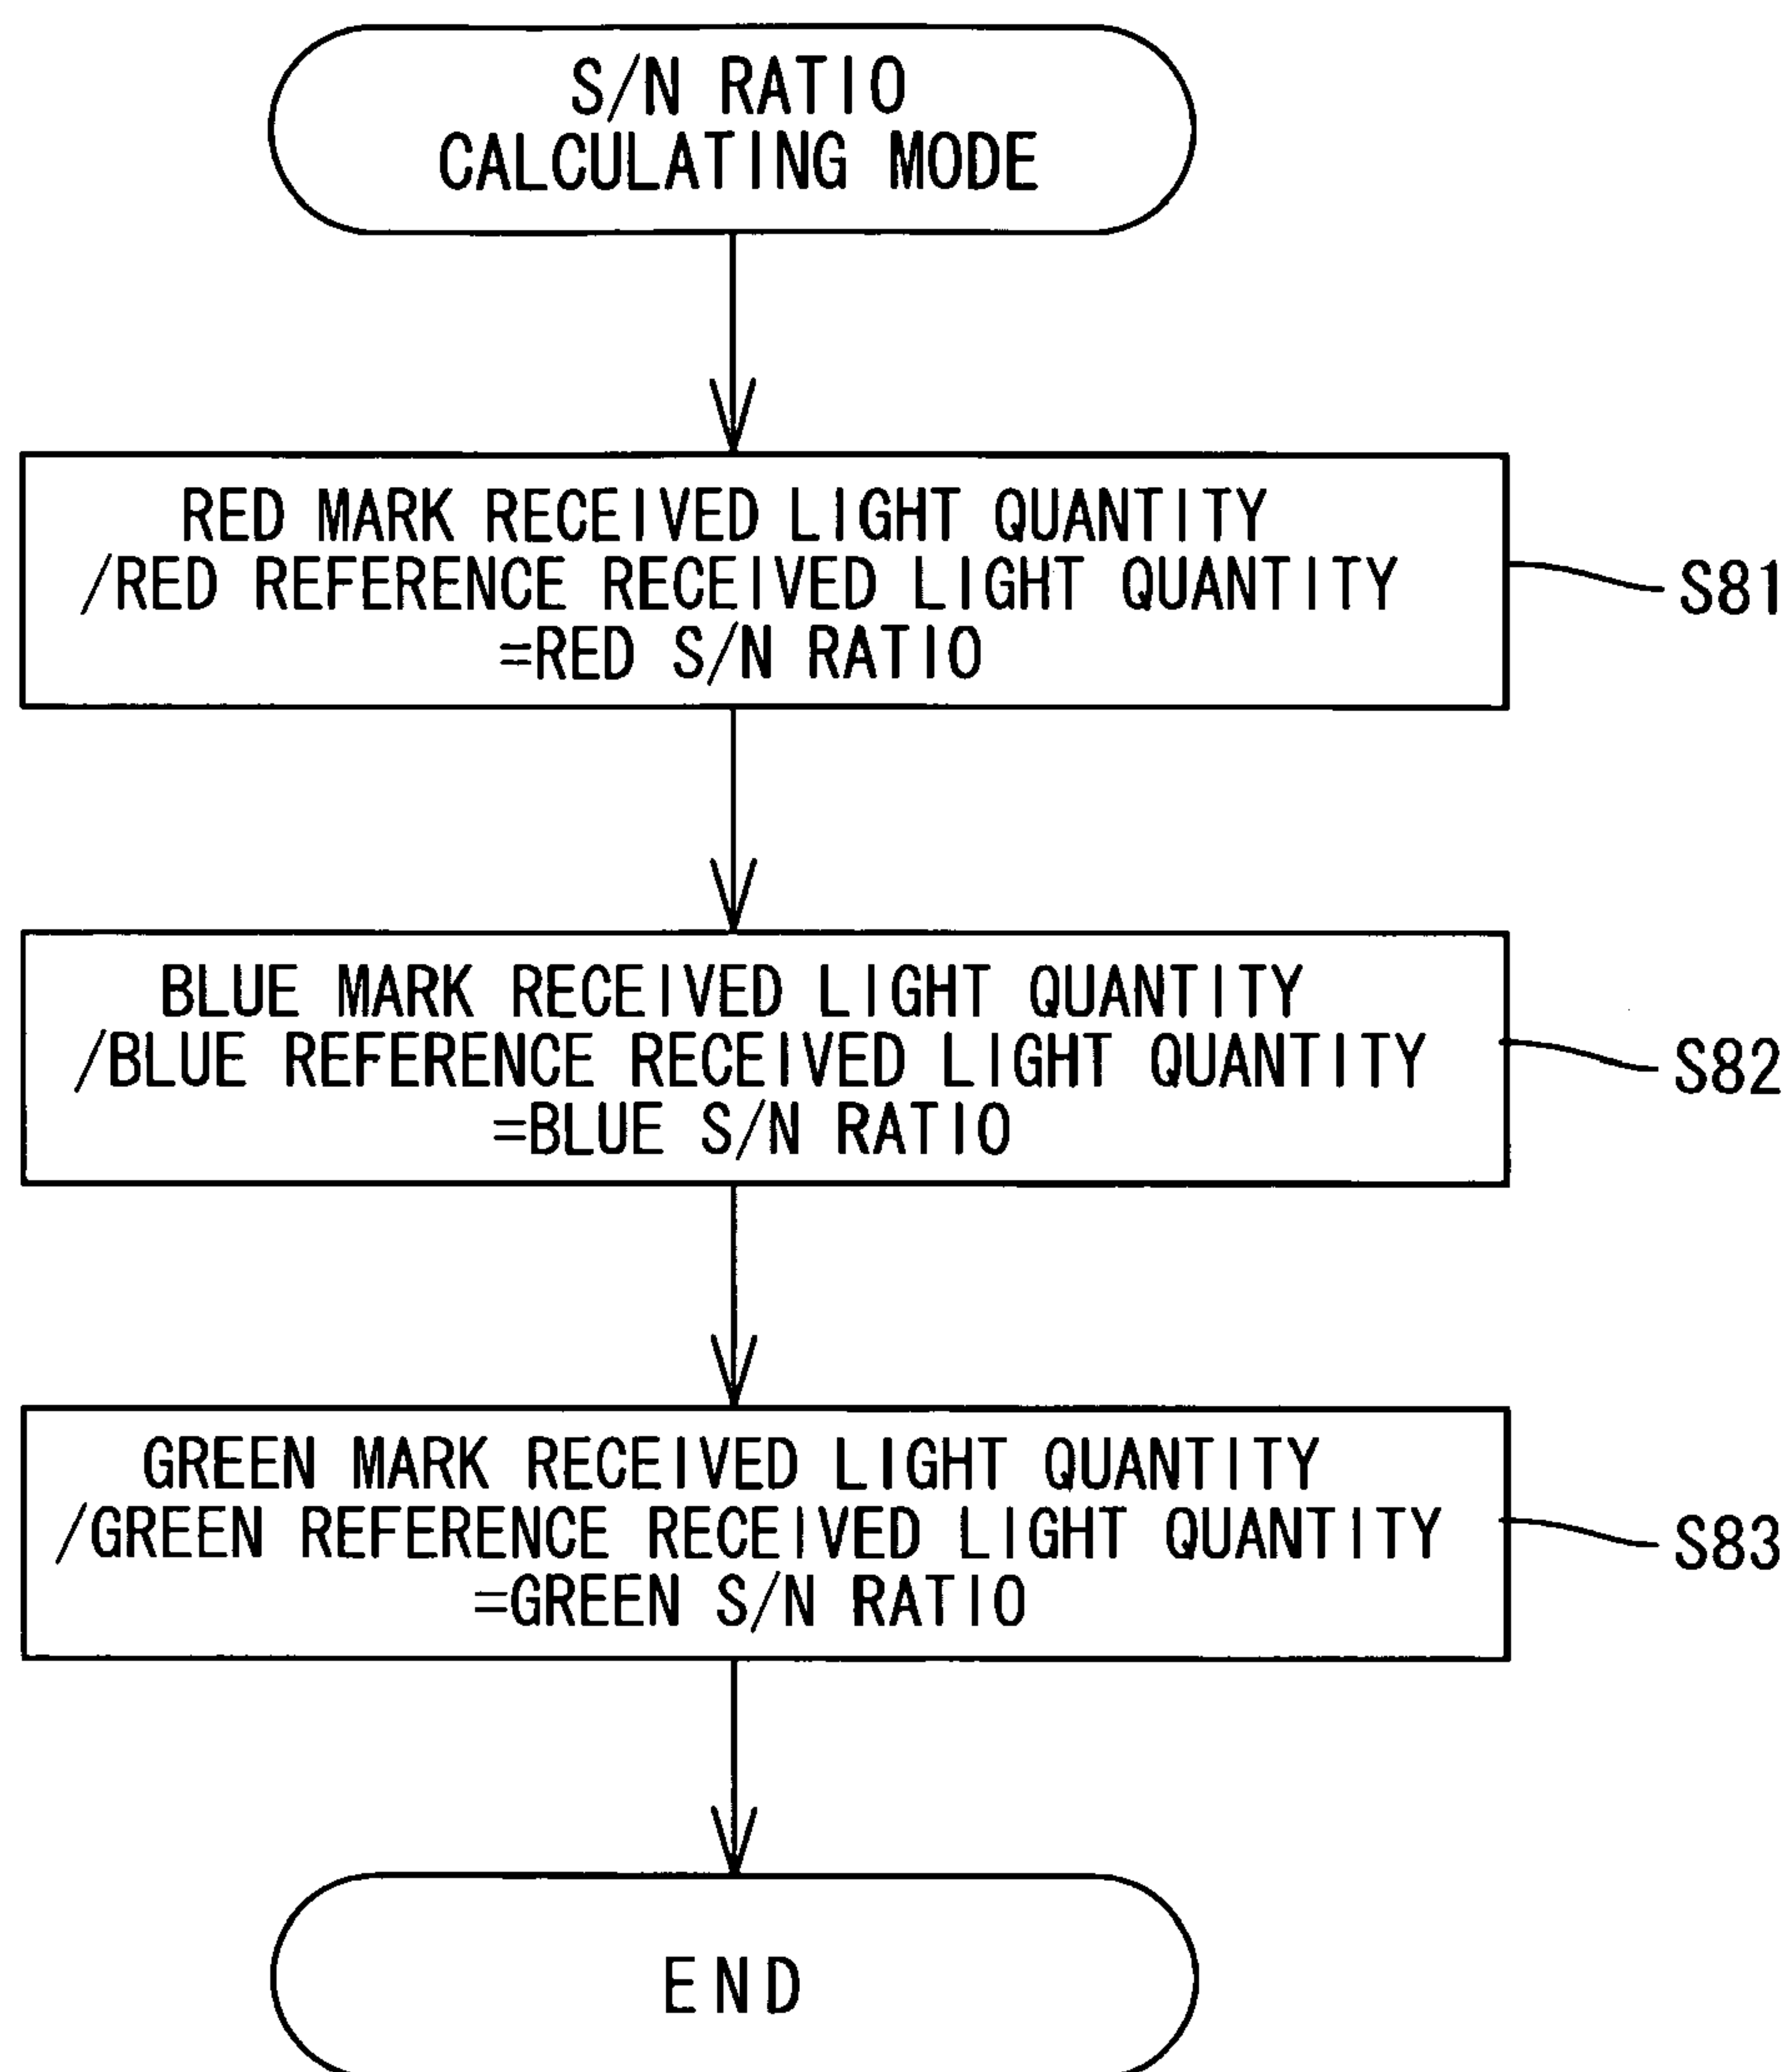 S/N RATIO
CALCULATING MODE
RED MARK RECEIVED LIGHT QUANTITY
/RED REFERENCE RECEIVED LIGHT QUANTITY
=RED S/N RATIO
S81
BLUE MARK RECEIVED LIGHT QUANTITY
/BLUE REFERENCE RECEIVED LIGHT QUANTITY
=BLUE S/N RATIO
S82
GREEN MARK RECEIVED LIGHT QUANTITY
/GREEN REFERENCE RECEIVED LIGHT QUANTITY
=GREEN S/N RATIO
S83
END